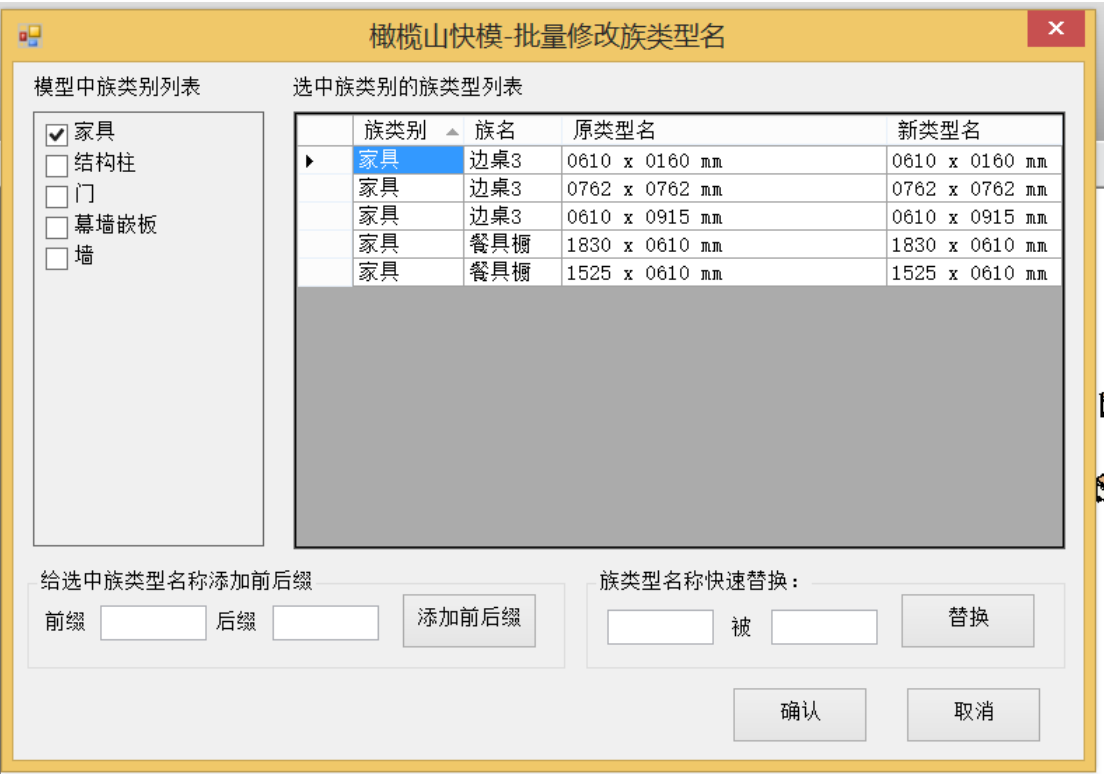 橄榄山快模-批量修改族类型名
模型中族类别列表
选中族类别的族类型列表
家具
结构柱
门
幕墙嵌板
墙
族类别 族名 原类型名 新类型名
家具 边桌3 0610 x 0160 mm 0610 x 0160 mm
家具 边桌3 0762 x 0762 mm 0762 x 0762 mm
家具 边桌3 0610 x 0915 mm 0610 x 0915 mm
家具 餐具橱 1830 x 0610 mm 1830 x 0610 mm
家具 餐具橱 1525 x 0610 mm 1525 x 0610 mm
给选中族类型名称添加前后缀
前缀 后缀 添加前后缀
族类型名称快速替换：
被 替换
确认 取消